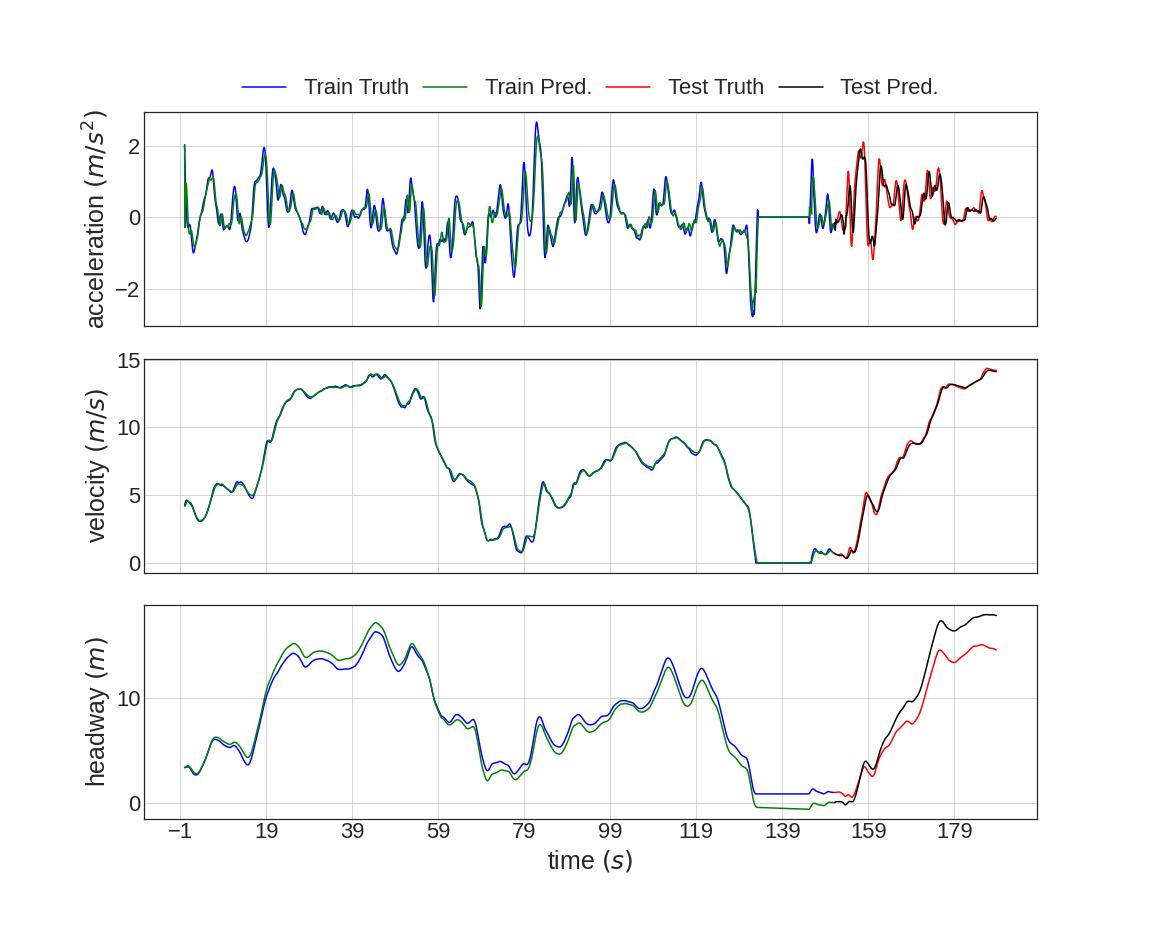 Train Truth Train Pred. Test Truth Test Pred.
acceleration (m/s²)
2
0
−2
velocity (m/s)
15
10
5
0
headway (m)
10
0
−1 19 39 59 79 99 119 139 159 179
time (s)